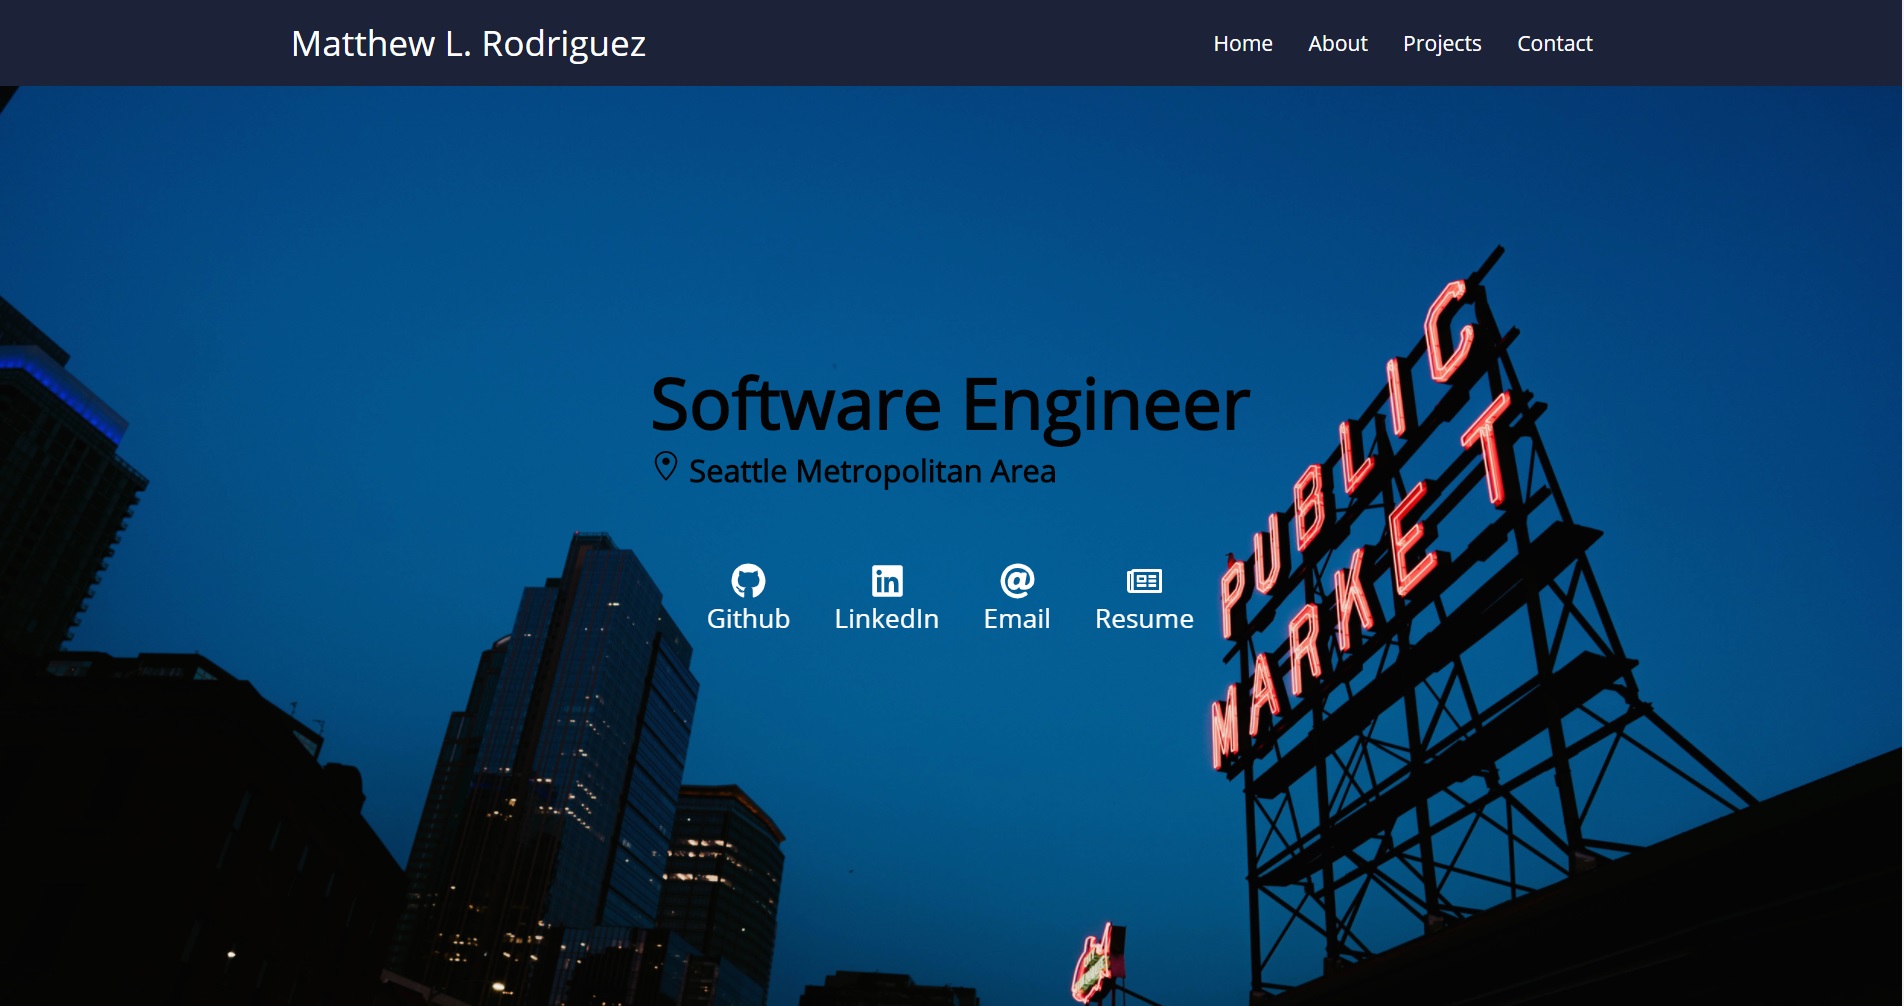 Matthew L. Rodriguez
Home About Projects Contact
Software Engineer
Seattle Metropolitan Area
Github LinkedIn Email Resume
PUBLIC
MARKET